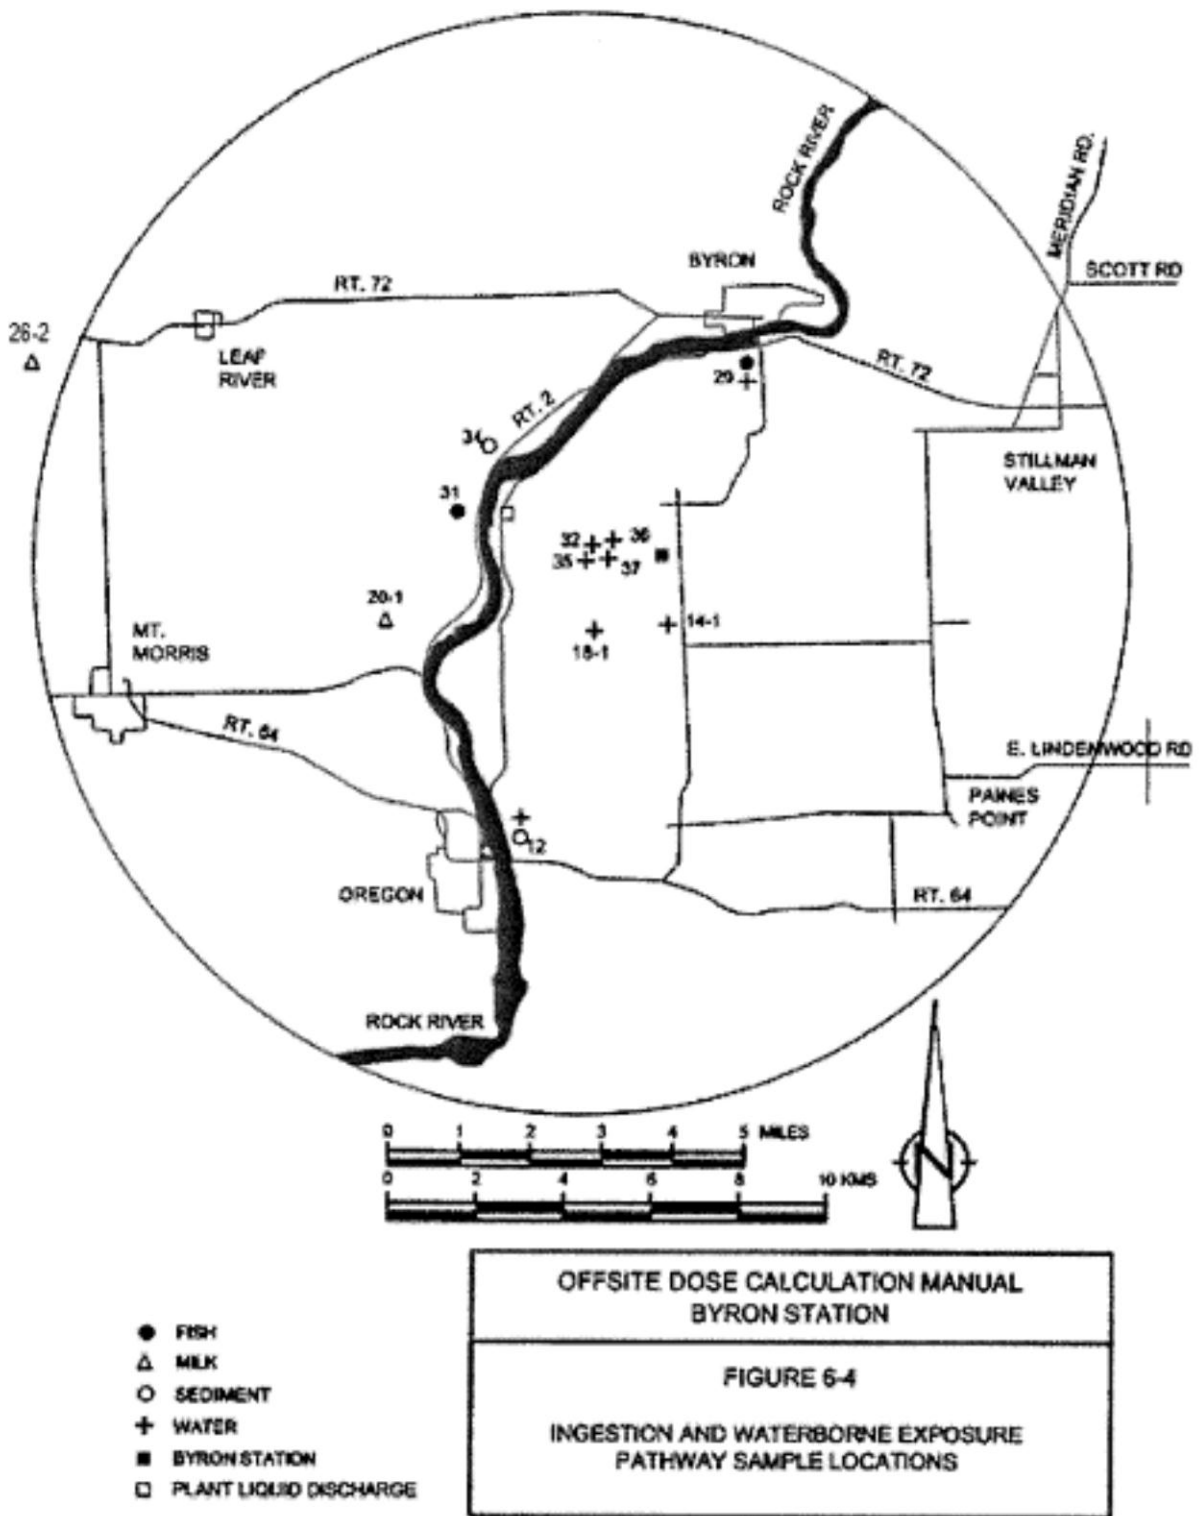 ROCK RIVER
MERIDIAN RD.
SCOTT RD
BYRON
RT. 72
26-2
LEAF
RIVER
29
RT. 72
RT. 2
34
STILLMAN
VALLEY
31
32
36
35
37
20-1
14-1
18-1
MT.
MORRIS
RT. 64
E. LINDENWOOD RD
PAINES
POINT
12
OREGON
RT. 64
ROCK RIVER
0 1 2 3 4 5 MILES
0 2 4 6 8 10 KMS
N
OFFSITE DOSE CALCULATION MANUAL
BYRON STATION
FISH
MILK
SEDIMENT
WATER
BYRON STATION
PLANT LIQUID DISCHARGE
FIGURE 6-4
INGESTION AND WATERBORNE EXPOSURE
PATHWAY SAMPLE LOCATIONS